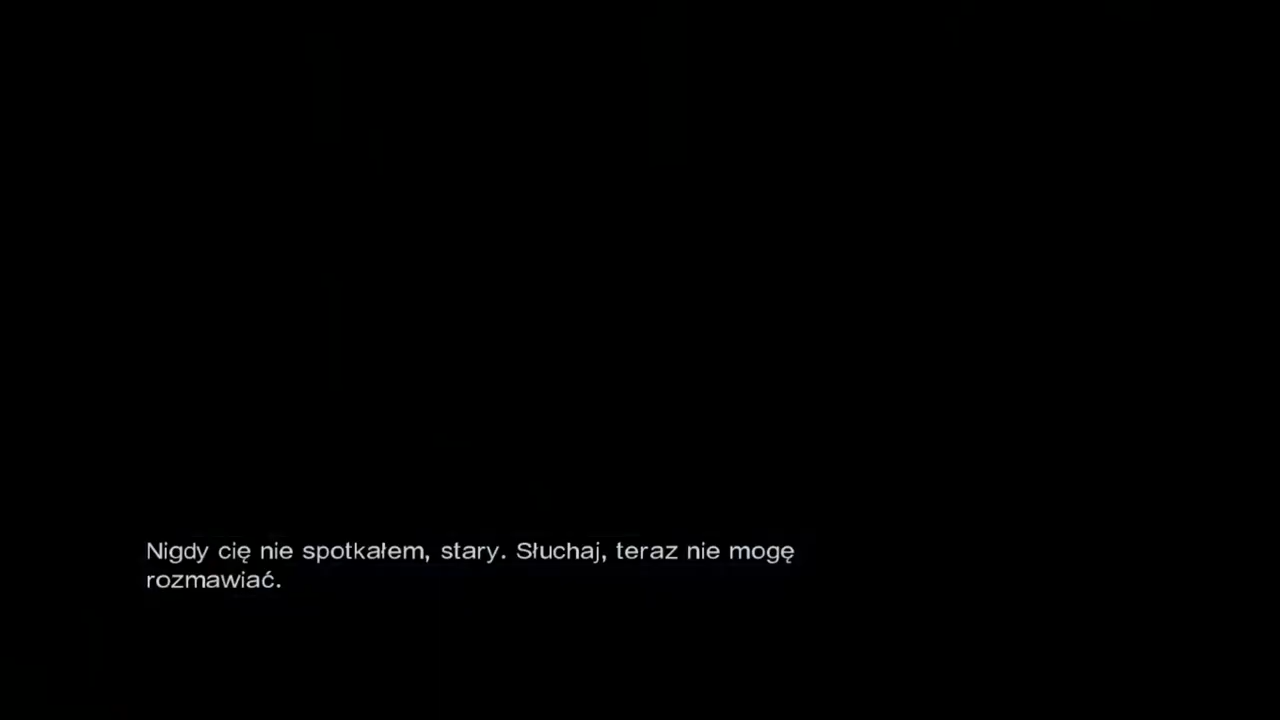 Nigdy cię nie spotkałem, stary. Słuchaj, teraz nie mogę
rozmawiać.